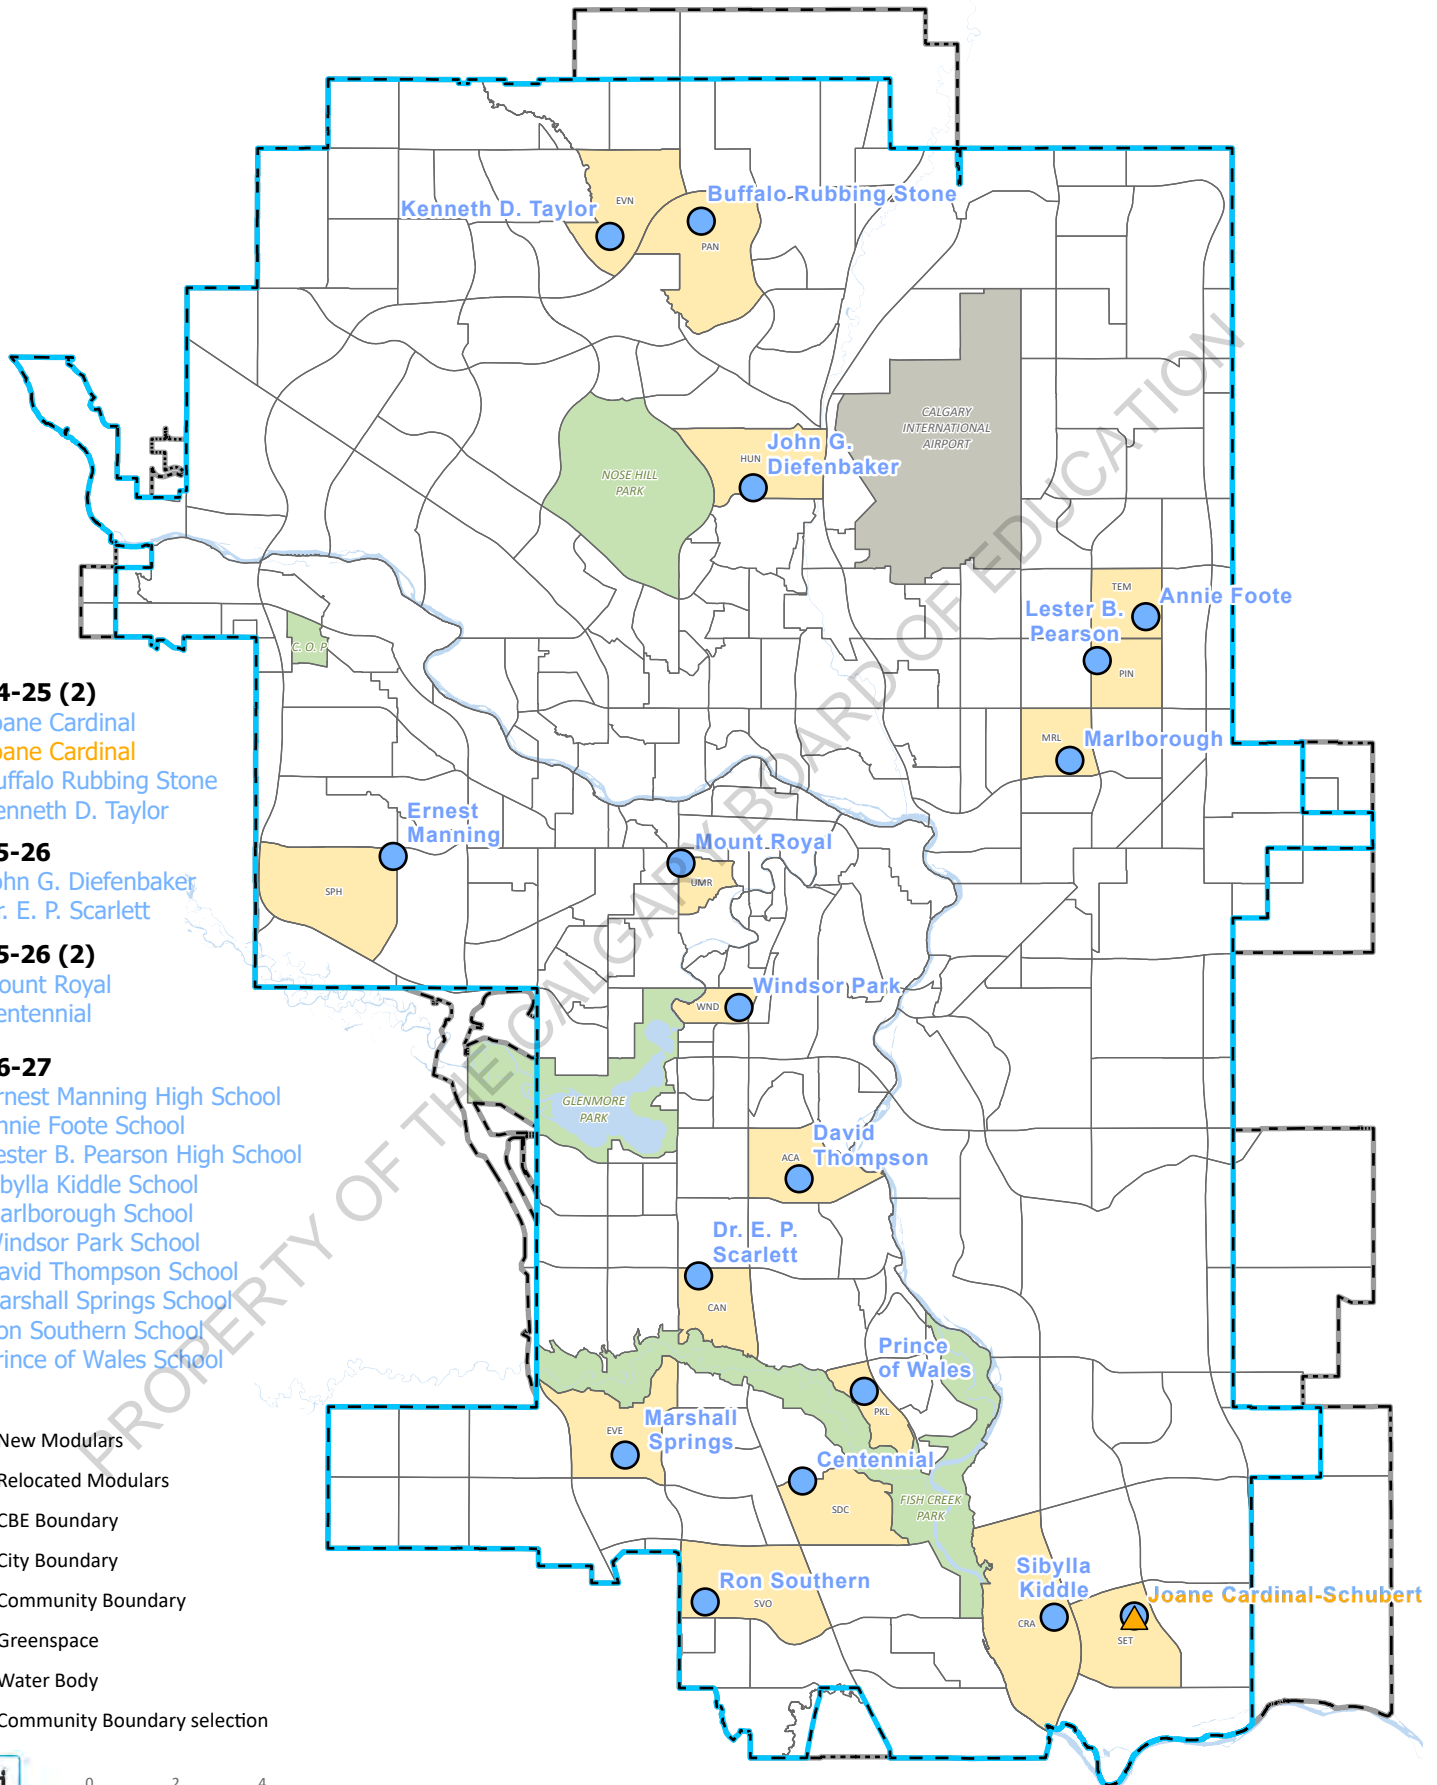 Kenneth D. Taylor
EVN
Buffalo Rubbing Stone
PAN
CALGARY
INTERNATIONAL
AIRPORT
NOSE HILL
PARK
HUN
John G.
Diefenbaker
TEM
Annie Foote
Lester B.
Pearson
PIN
C. O. P
MRL
Marlborough
Ernest
Manning
SPH
Mount Royal
UMR
Windsor Park
WND
GLENMORE
PARK
David
Thompson
ACA
Dr. E. P.
Scarlett
CAN
Prince
of Wales
PKL
Marshall
Springs
EVE
Centennial
SDC
FISH CREEK
PARK
Ron Southern
SVO
Sibylla
Kiddle
CRA
Joane Cardinal-Schubert
SET
PROPERTY OF THE CALGARY BOARD OF EDUCATION
4-25 (2)
oane Cardinal
oane Cardinal
uffalo Rubbing Stone
enneth D. Taylor
5-26
ohn G. Diefenbaker
r. E. P. Scarlett
5-26 (2)
ount Royal
entennial
6-27
rnest Manning High School
nnie Foote School
ester B. Pearson High School
ibylla Kiddle School
arlborough School
Windsor Park School
avid Thompson School
arshall Springs School
on Southern School
rince of Wales School
New Modulars
Relocated Modulars
CBE Boundary
City Boundary
Community Boundary
Greenspace
Water Body
Community Boundary selection
0 2 4